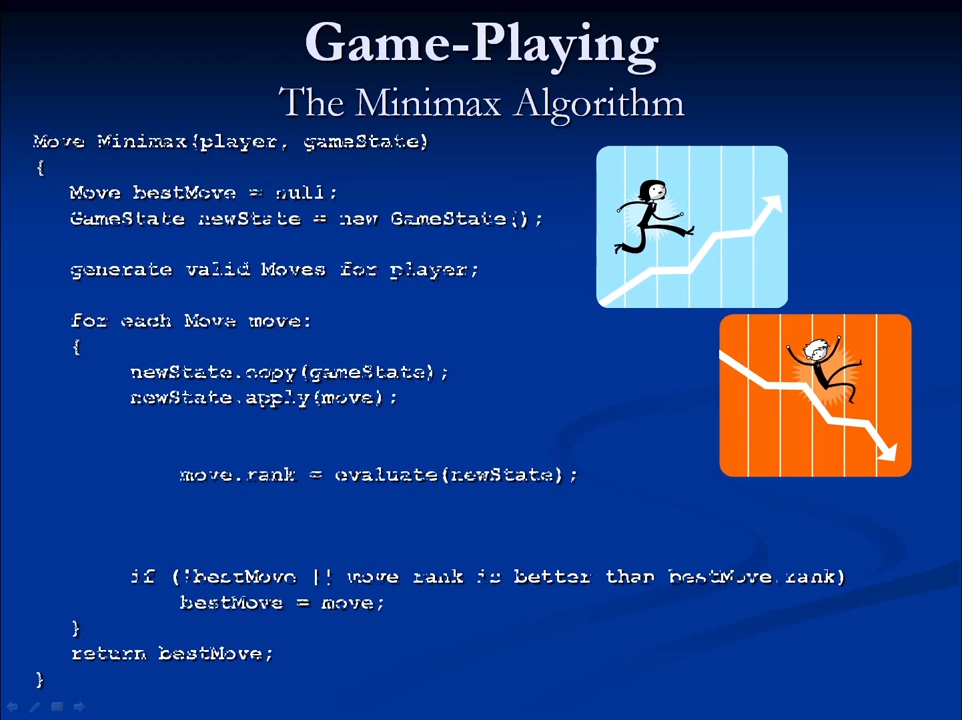 Game-Playing
The Minimax Algorithm
Move Minimax(player, gameState)
{
Move bestMove = null;
GameState newState = new GameState();
generate valid Moves for player;
for each Move move:
{
newState.copy(gameState);
newState.apply(move);
move.rank = evaluate(newState);
if (!bestMove || move rank is better than bestMove.rank)
bestMove = move;
}
return bestMove;
}